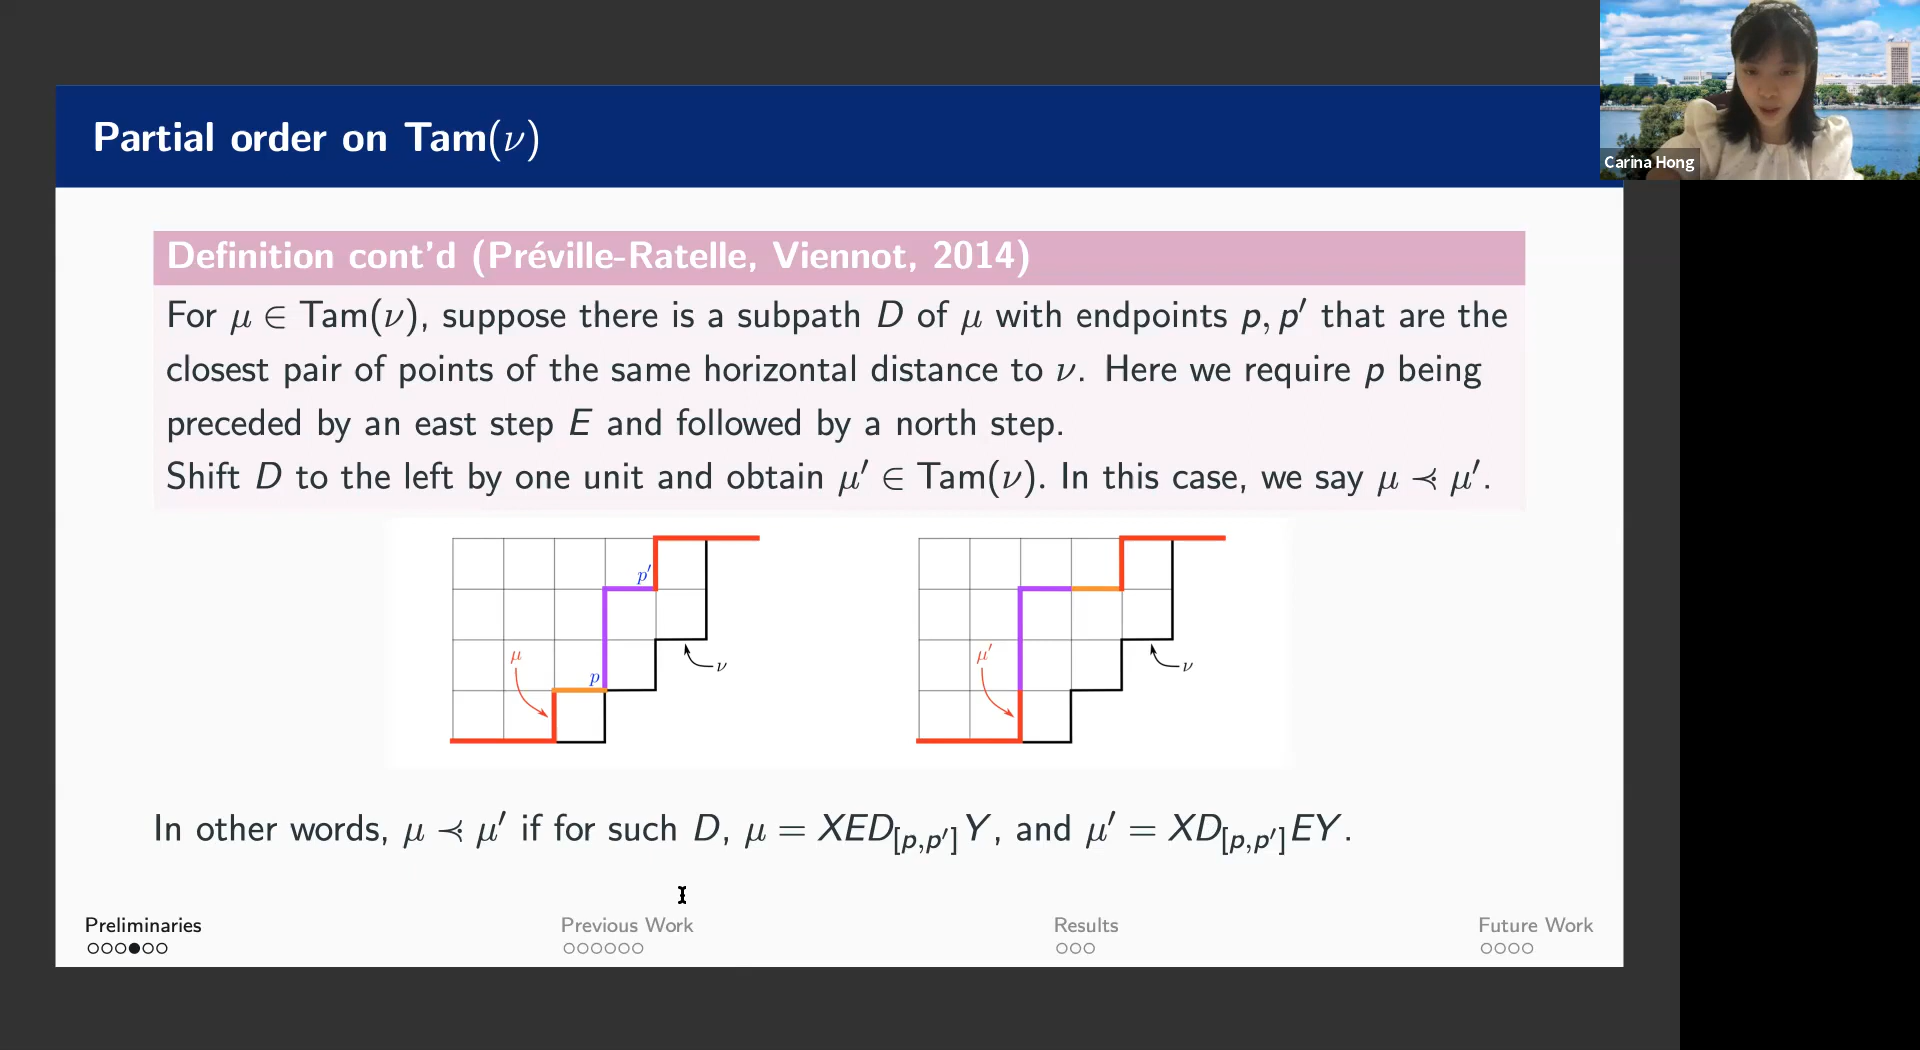 Partial order on Tam(ν)
Carina Hong
Definition cont'd (Préville-Ratelle, Viennot, 2014)
For μ ∈ Tam(ν), suppose there is a subpath D of μ with endpoints p, p′ that are the
closest pair of points of the same horizontal distance to ν. Here we require p being
preceded by an east step E and followed by a north step.
Shift D to the left by one unit and obtain μ′ ∈ Tam(ν). In this case, we say μ ⤙ μ′.
p′
μ
p
ν
μ′
ν
In other words, μ ⤙ μ′ if for such D, μ = XED[p,p′]Y, and μ′ = XD[p,p′]EY.
Preliminaries
Previous Work
Results
Future Work